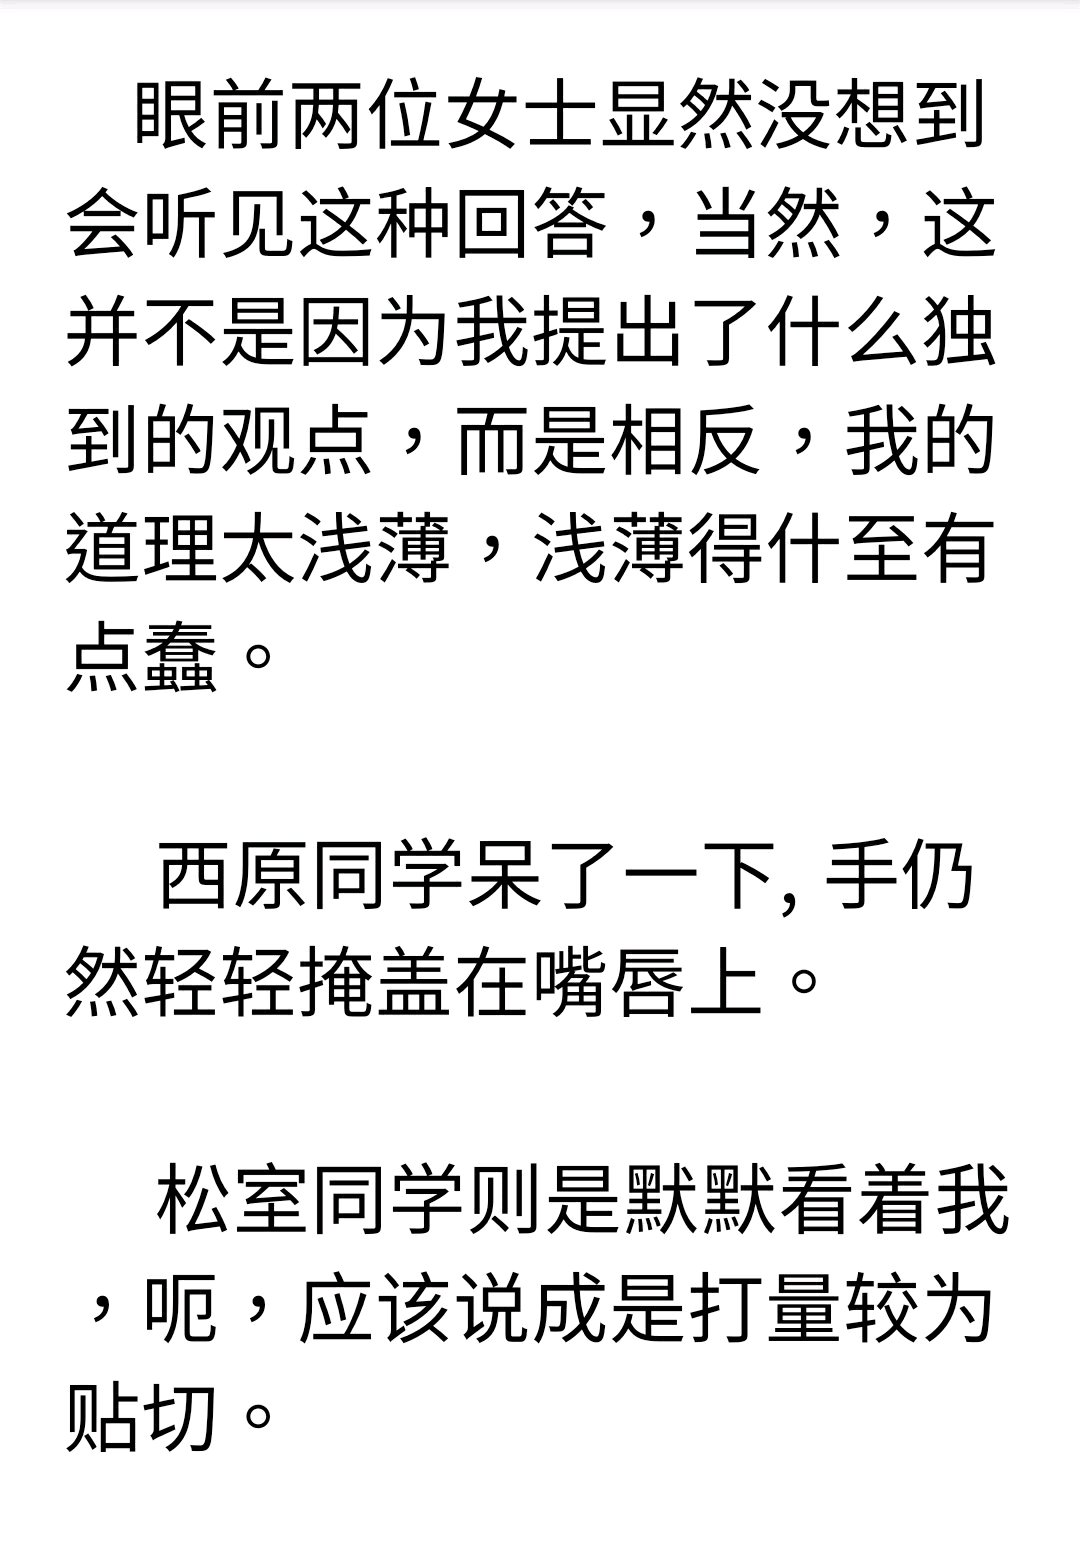 眼前两位女士显然没想到
会听见这种回答，当然，这
并不是因为我提出了什么独
到的观点，而是相反，我的
道理太浅薄，浅薄得什至有
点蠢。
西原同学呆了一下, 手仍
然轻轻掩盖在嘴唇上。
松室同学则是默默看着我
，呃，应该说成是打量较为
贴切。